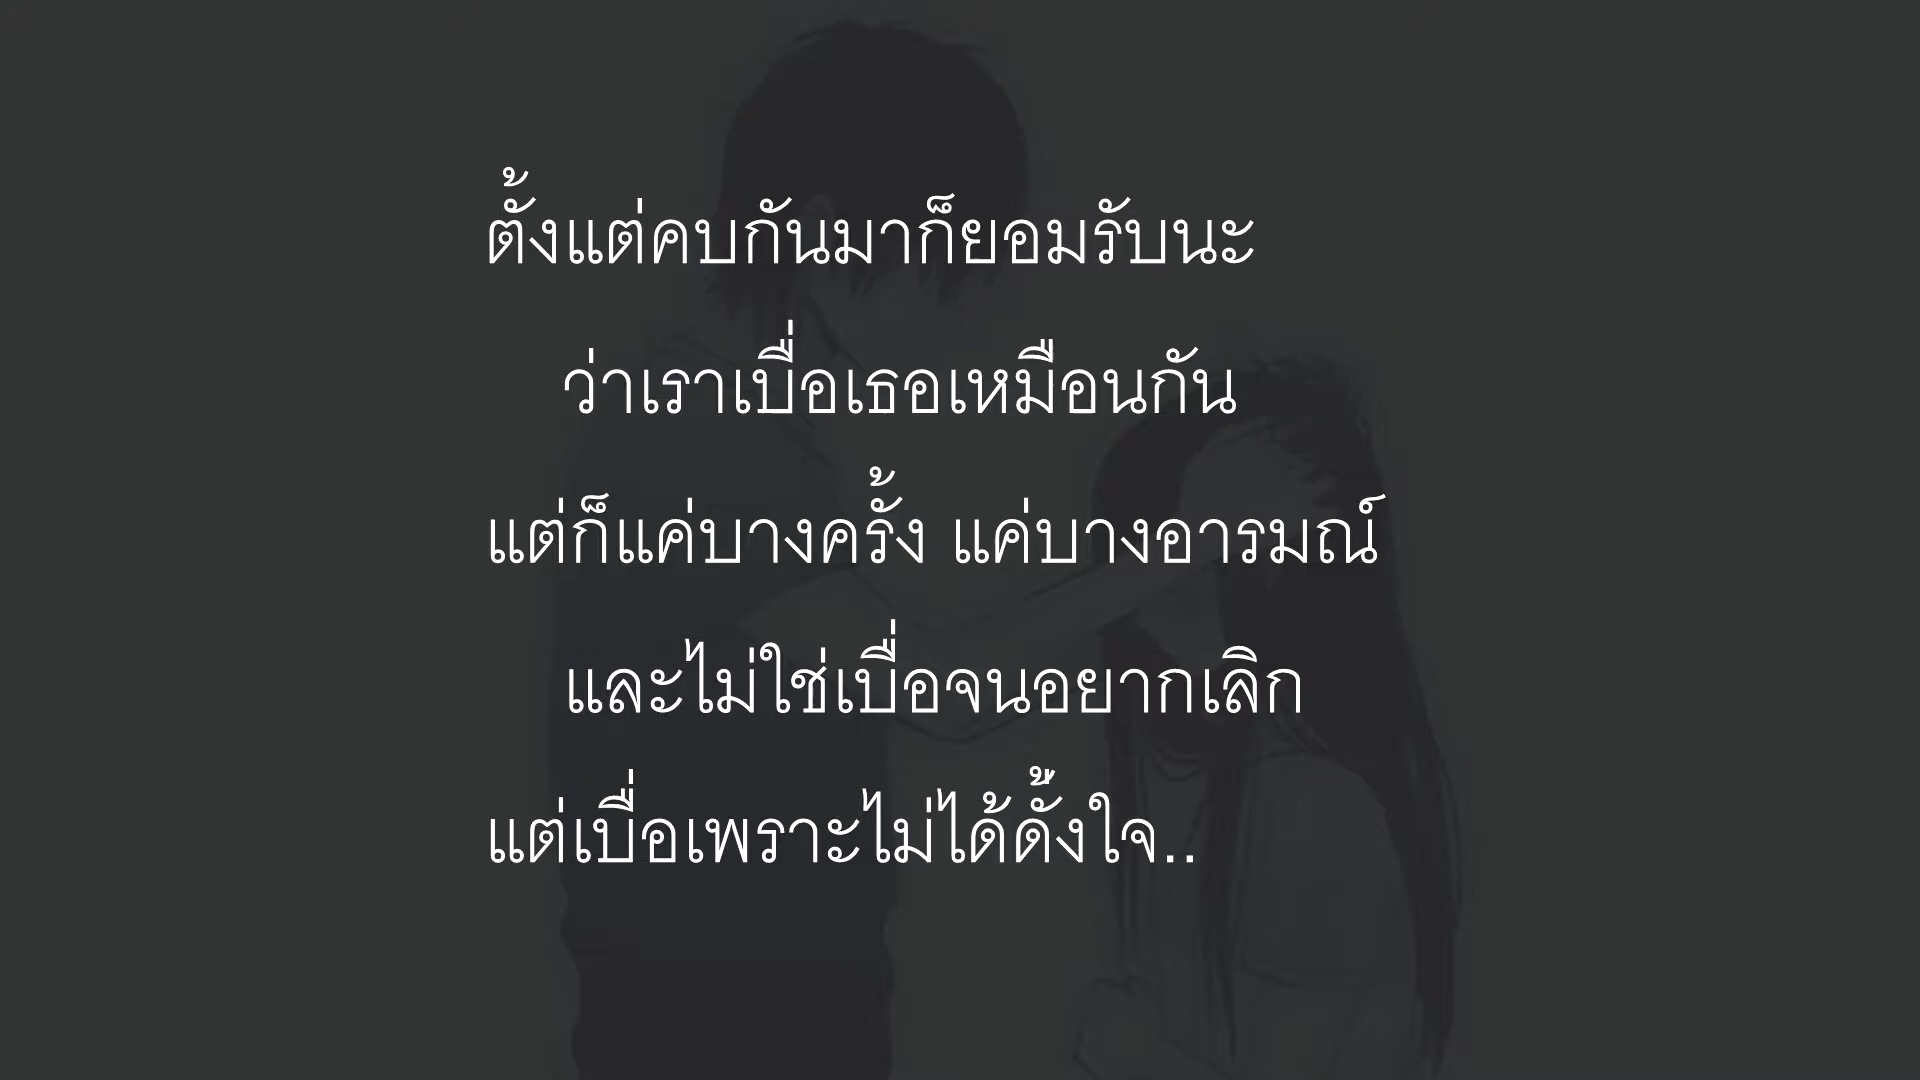 ตั้งแต่คบกันมาก็ยอมรับนะ
ว่าเราเบื่อเธอเหมือนกัน
แต่ก็แค่บางครั้ง แค่บางอารมณ์
และไม่ใช่เบื่อจนอยากเลิก
แต่เบื่อเพราะไม่ได้ดั้่งใจ..